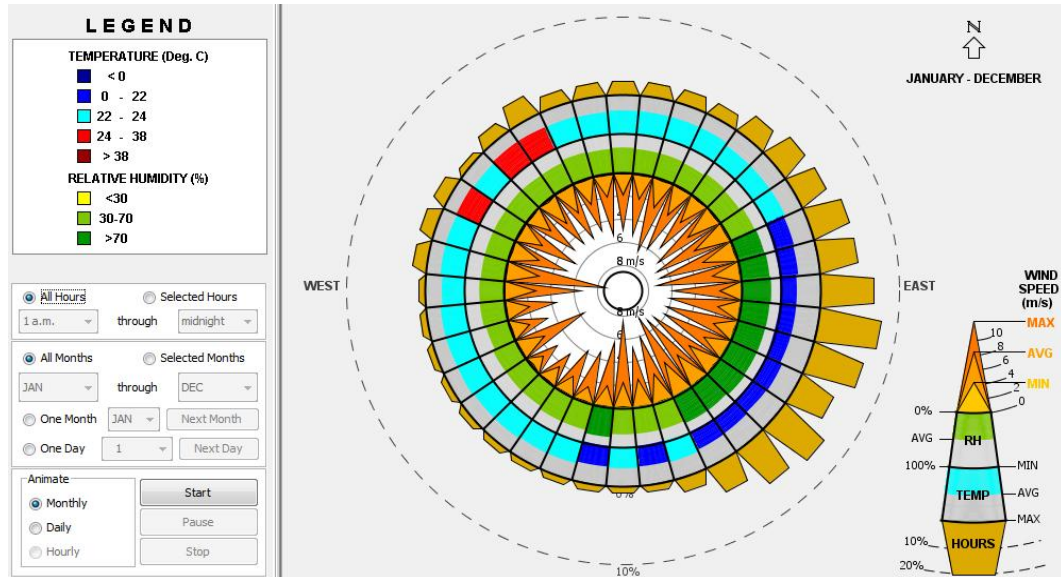 LEGEND
TEMPERATURE (Deg. C)
< 0
0 - 22
22 - 24
24 - 38
> 38
RELATIVE HUMIDITY (%)
<30
30-70
>70
All Hours
Selected Hours
1 a.m. through midnight
All Months
Selected Months
JAN through DEC
One Month JAN Next Month
One Day 1 Next Day
Animate
Monthly
Daily
Hourly
Start
Pause
Stop
N
JANUARY - DECEMBER
WEST
EAST
4
6
8 m/s
8 m/s
6
0%
10%
WIND
SPEED
(m/s)
MAX
10
8
AVG
6
4
MIN
2
0
0%
AVG
RH
100%
MIN
TEMP
AVG
MAX
HOURS
10%
20%